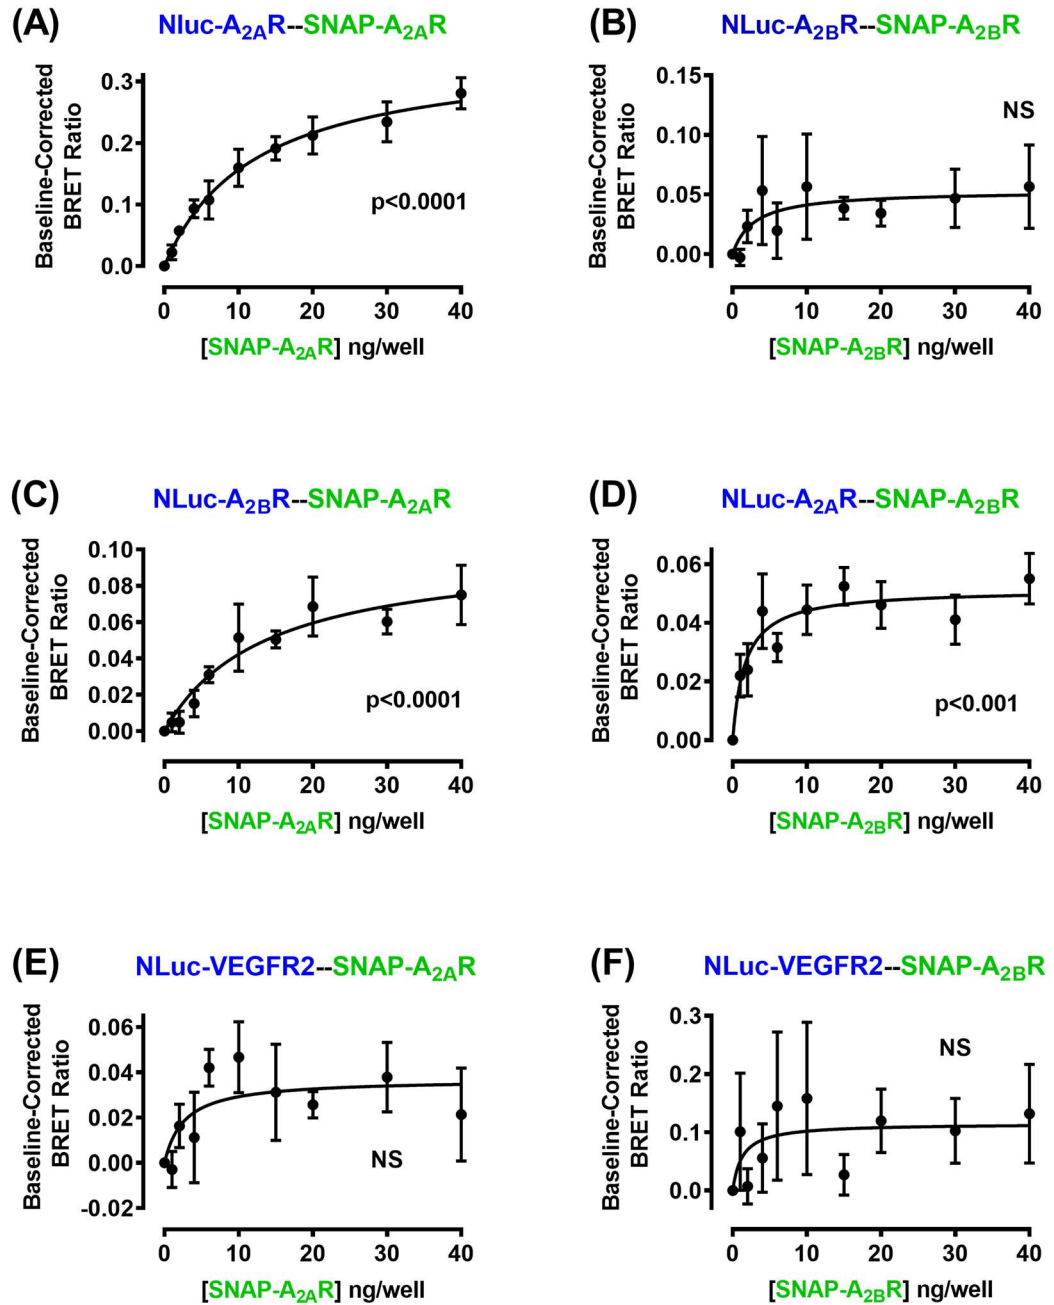 (A) Nluc-A2AR--SNAP-A2AR
Baseline-Corrected
BRET Ratio
0.3
0.2
0.1
0.0
p<0.0001
0 10 20 30 40
[SNAP-A2AR] ng/well
(B) NLuc-A2BR--SNAP-A2BR
Baseline-Corrected
BRET Ratio
0.15
0.10
0.05
0.00
NS
0 10 20 30 40
[SNAP-A2BR] ng/well
(C) NLuc-A2BR--SNAP-A2AR
Baseline-Corrected
BRET Ratio
0.10
0.08
0.06
0.04
0.02
0.00
p<0.0001
0 10 20 30 40
[SNAP-A2AR] ng/well
(D) NLuc-A2AR--SNAP-A2BR
Baseline-Corrected
BRET Ratio
0.06
0.04
0.02
0.00
p<0.001
0 10 20 30 40
[SNAP-A2BR] ng/well
(E) NLuc-VEGFR2--SNAP-A2AR
Baseline-Corrected
BRET Ratio
0.06
0.04
0.02
0.00
-0.02
NS
0 10 20 30 40
[SNAP-A2AR] ng/well
(F) NLuc-VEGFR2--SNAP-A2BR
Baseline-Corrected
BRET Ratio
0.3
0.2
0.1
0.0
NS
0 10 20 30 40
[SNAP-A2BR] ng/well